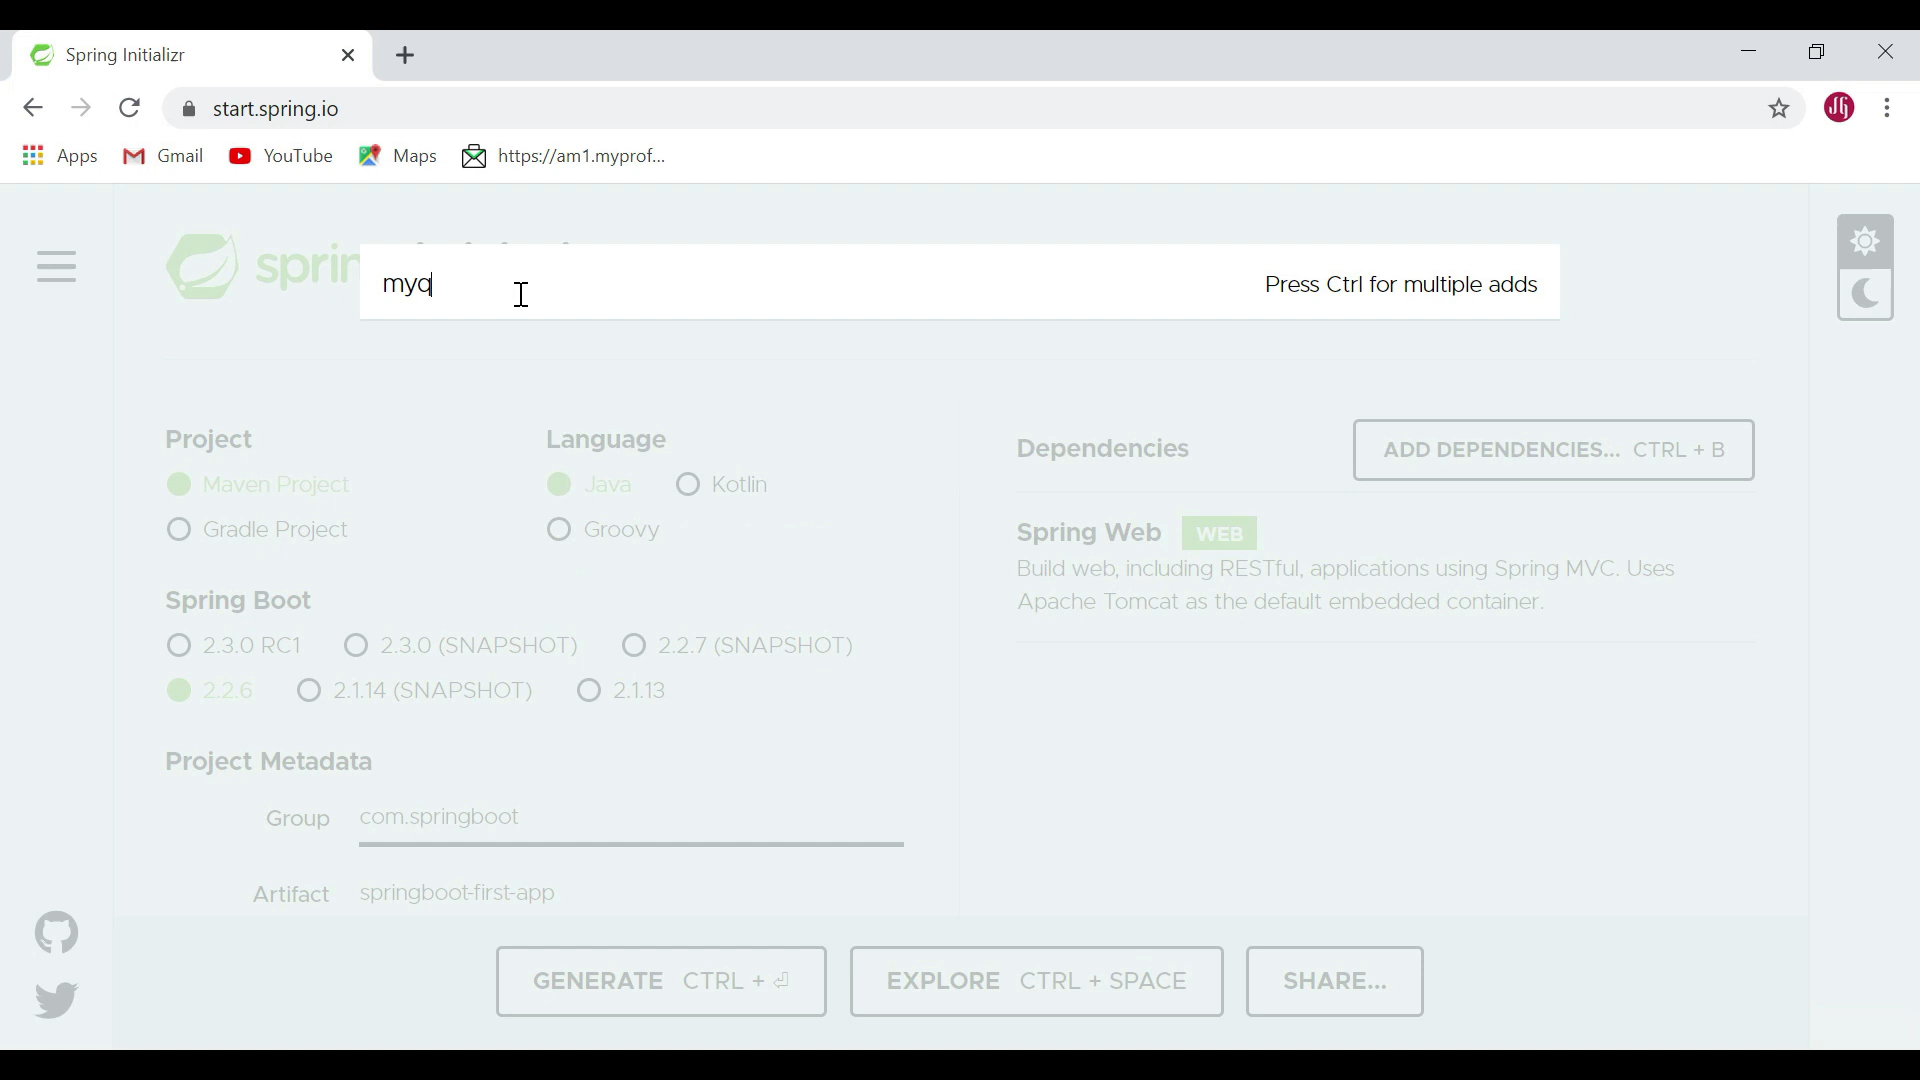 Spring Initializr
start.spring.io
Apps Gmail YouTube Maps https://am1.myprof...
myq Press Ctrl for multiple adds
Project
Maven Project
Gradle Project
Language
Java Kotlin
Groovy
Spring Boot
2.3.0 RC1 2.3.0 (SNAPSHOT) 2.2.7 (SNAPSHOT)
2.2.6 2.1.14 (SNAPSHOT) 2.1.13
Project Metadata
Group com.springboot
Artifact springboot-first-app
Dependencies
ADD DEPENDENCIES... CTRL + B
Spring Web WEB
Build web, including RESTful, applications using Spring MVC. Uses
Apache Tomcat as the default embedded container.
GENERATE CTRL + ⏎
EXPLORE CTRL + SPACE
SHARE...